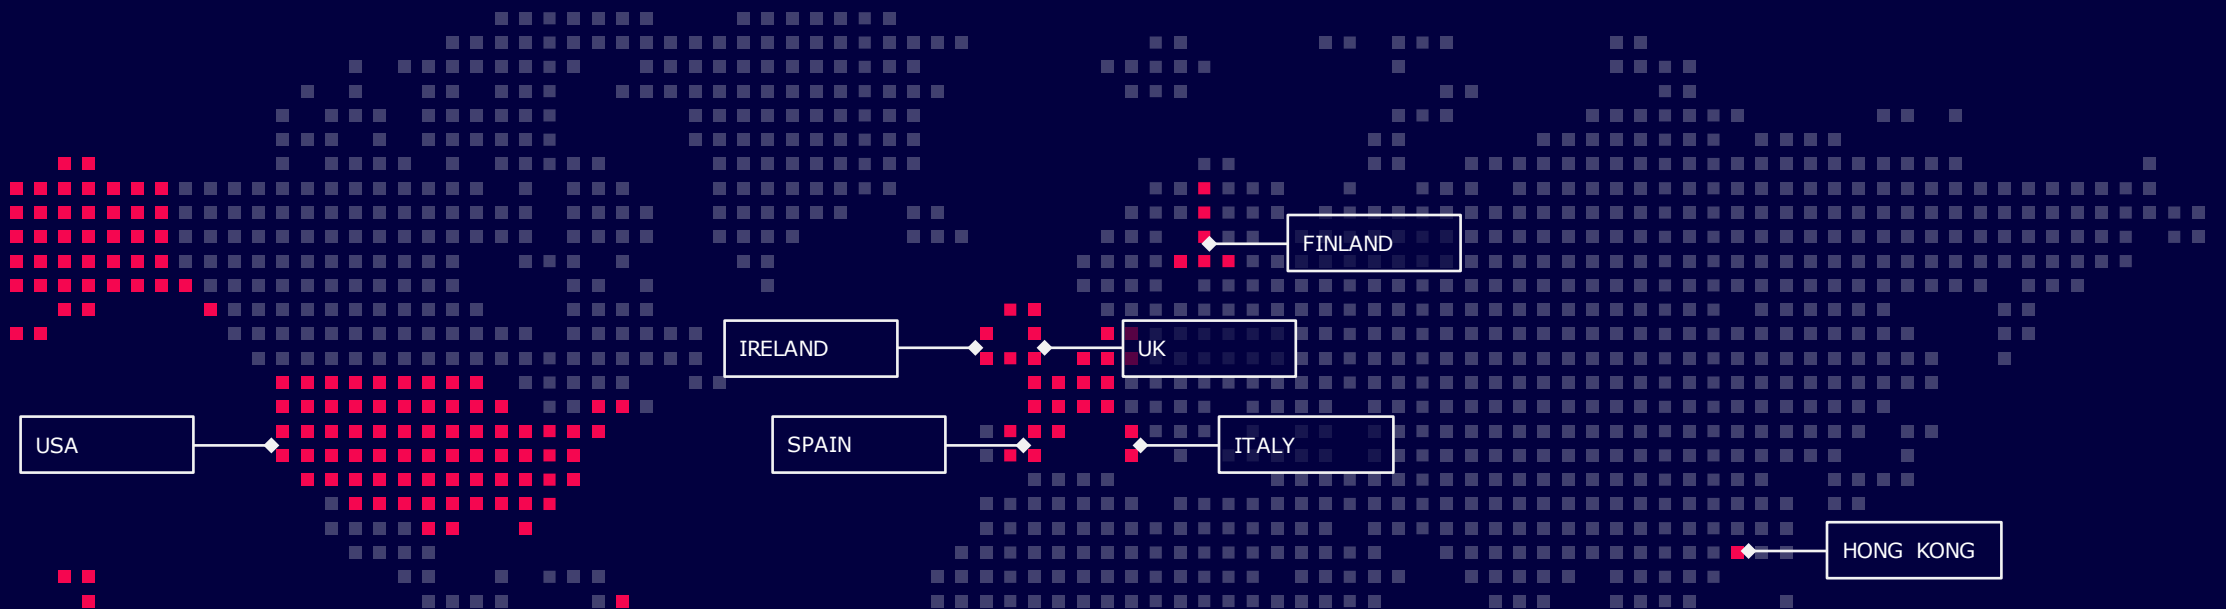 FINLAND
IRELAND
UK
USA
SPAIN
ITALY
HONG KONG